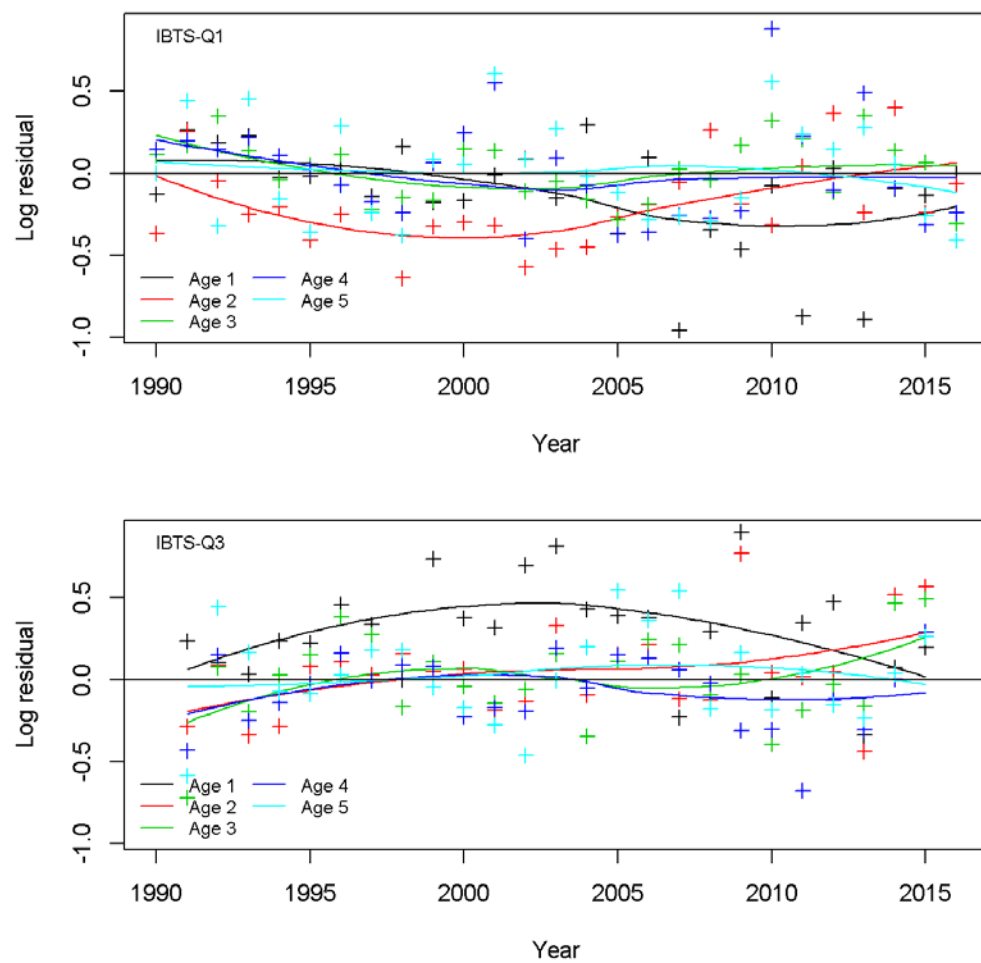 IBTS-Q1
Log residual
0.5
0.0
-0.5
-1.0
Age 1 Age 4
Age 2 Age 5
Age 3
1990 1995 2000 2005 2010 2015
Year
IBTS-Q3
Log residual
0.5
0.0
-0.5
-1.0
Age 1 Age 4
Age 2 Age 5
Age 3
1990 1995 2000 2005 2010 2015
Year